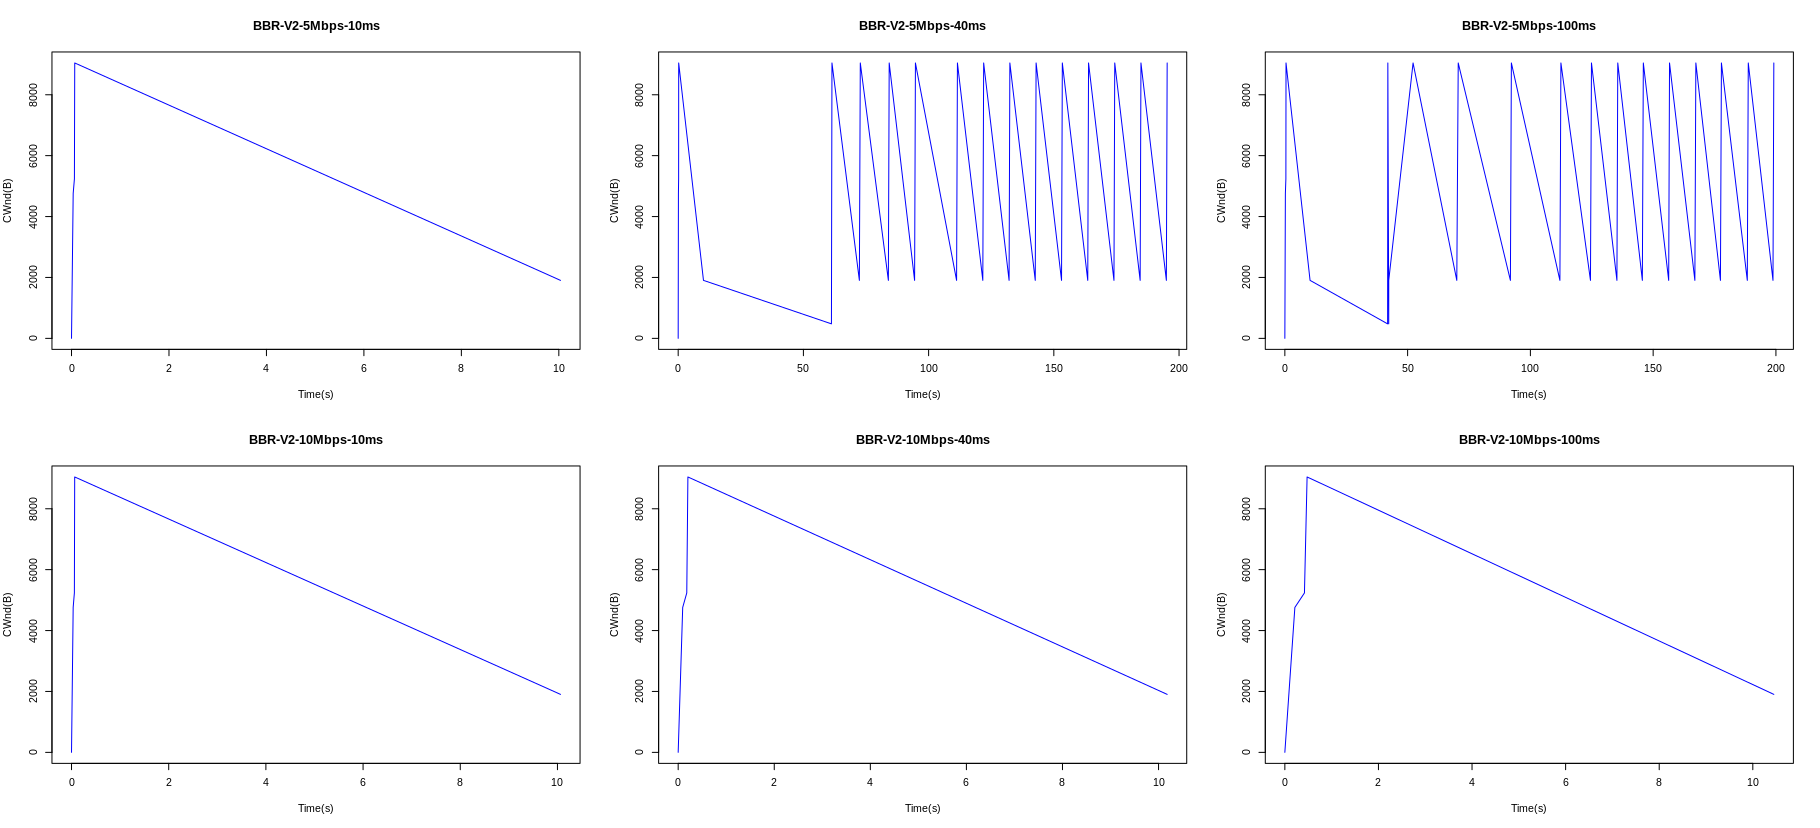 BBR-V2-5Mbps-10ms
CWnd(B)
8000
6000
4000
2000
0
0 2 4 6 8 10
Time(s)
BBR-V2-5Mbps-40ms
CWnd(B)
8000
6000
4000
2000
0
0 50 100 150 200
Time(s)
BBR-V2-5Mbps-100ms
CWnd(B)
8000
6000
4000
2000
0
0 50 100 150 200
Time(s)
BBR-V2-10Mbps-10ms
CWnd(B)
8000
6000
4000
2000
0
0 2 4 6 8 10
Time(s)
BBR-V2-10Mbps-40ms
CWnd(B)
8000
6000
4000
2000
0
0 2 4 6 8 10
Time(s)
BBR-V2-10Mbps-100ms
CWnd(B)
8000
6000
4000
2000
0
0 2 4 6 8 10
Time(s)